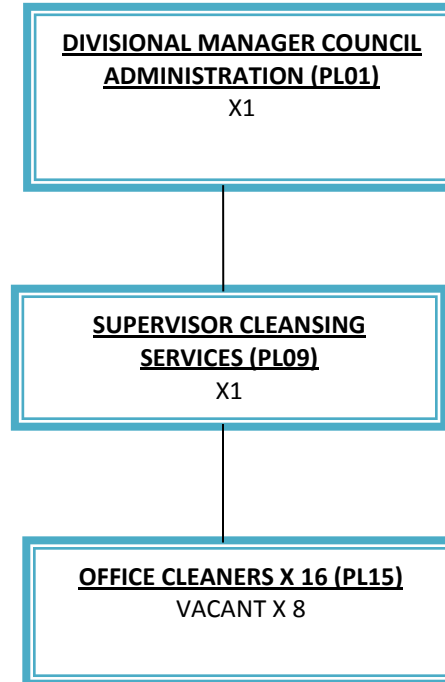 DIVISIONAL MANAGER COUNCIL
ADMINISTRATION (PL01)
X1
SUPERVISOR CLEANSING
SERVICES (PL09)
X1
OFFICE CLEANERS X 16 (PL15)
VACANT X 8